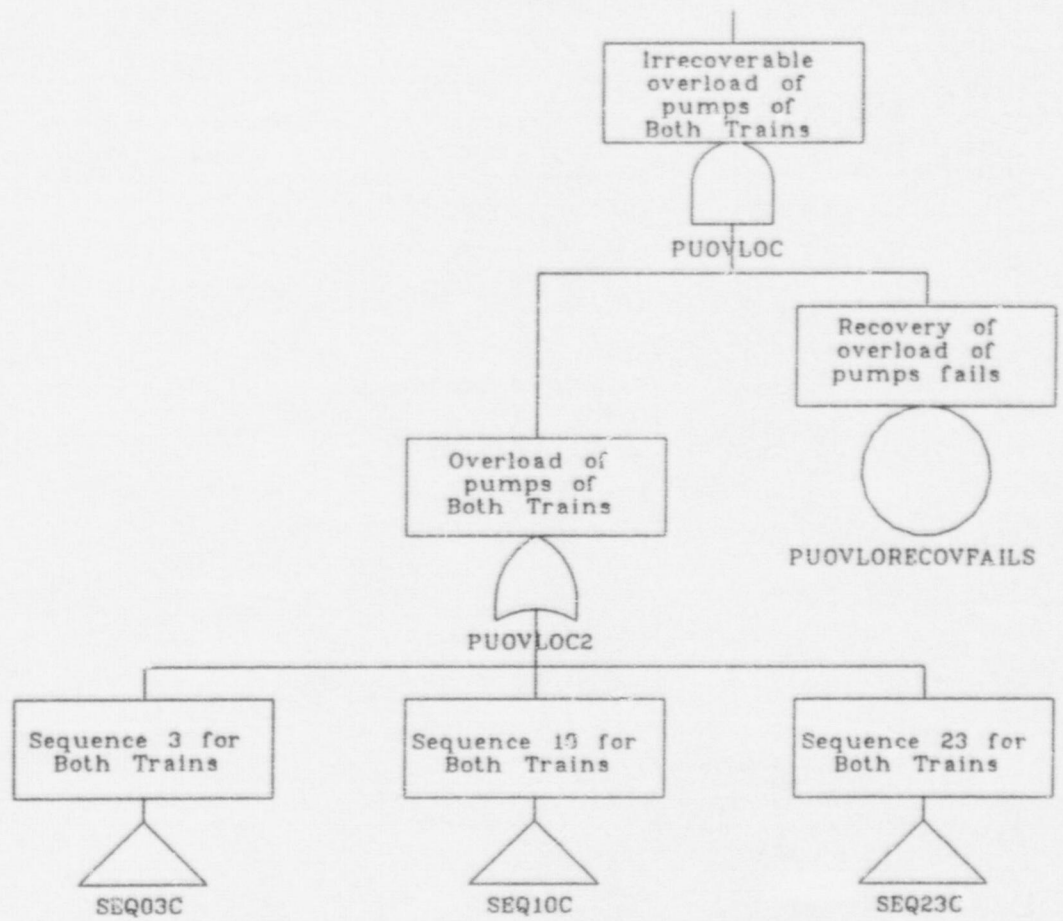 Irrecoverable
overload of
pumps of
Both Trains
PUOVLOC
Recovery of
overload of
pumps fails
PUOVLORECOVFAILS
Overload of
pumps of
Both Trains
PUOVLOC2
Sequence 3 for
Both Trains
SEQ03C
Sequence 10 for
Both Trains
SEQ10C
Sequence 23 for
Both Trains
SEQ23C